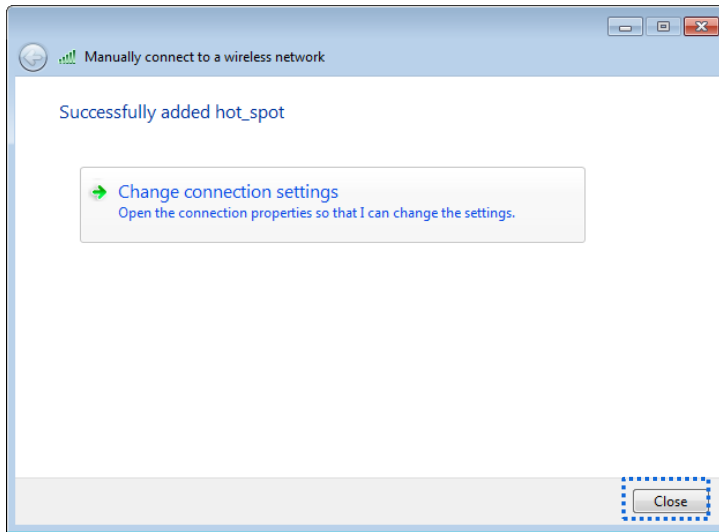 Manually connect to a wireless network
Successfully added hot_spot
Change connection settings
Open the connection properties so that I can change the settings.
Close